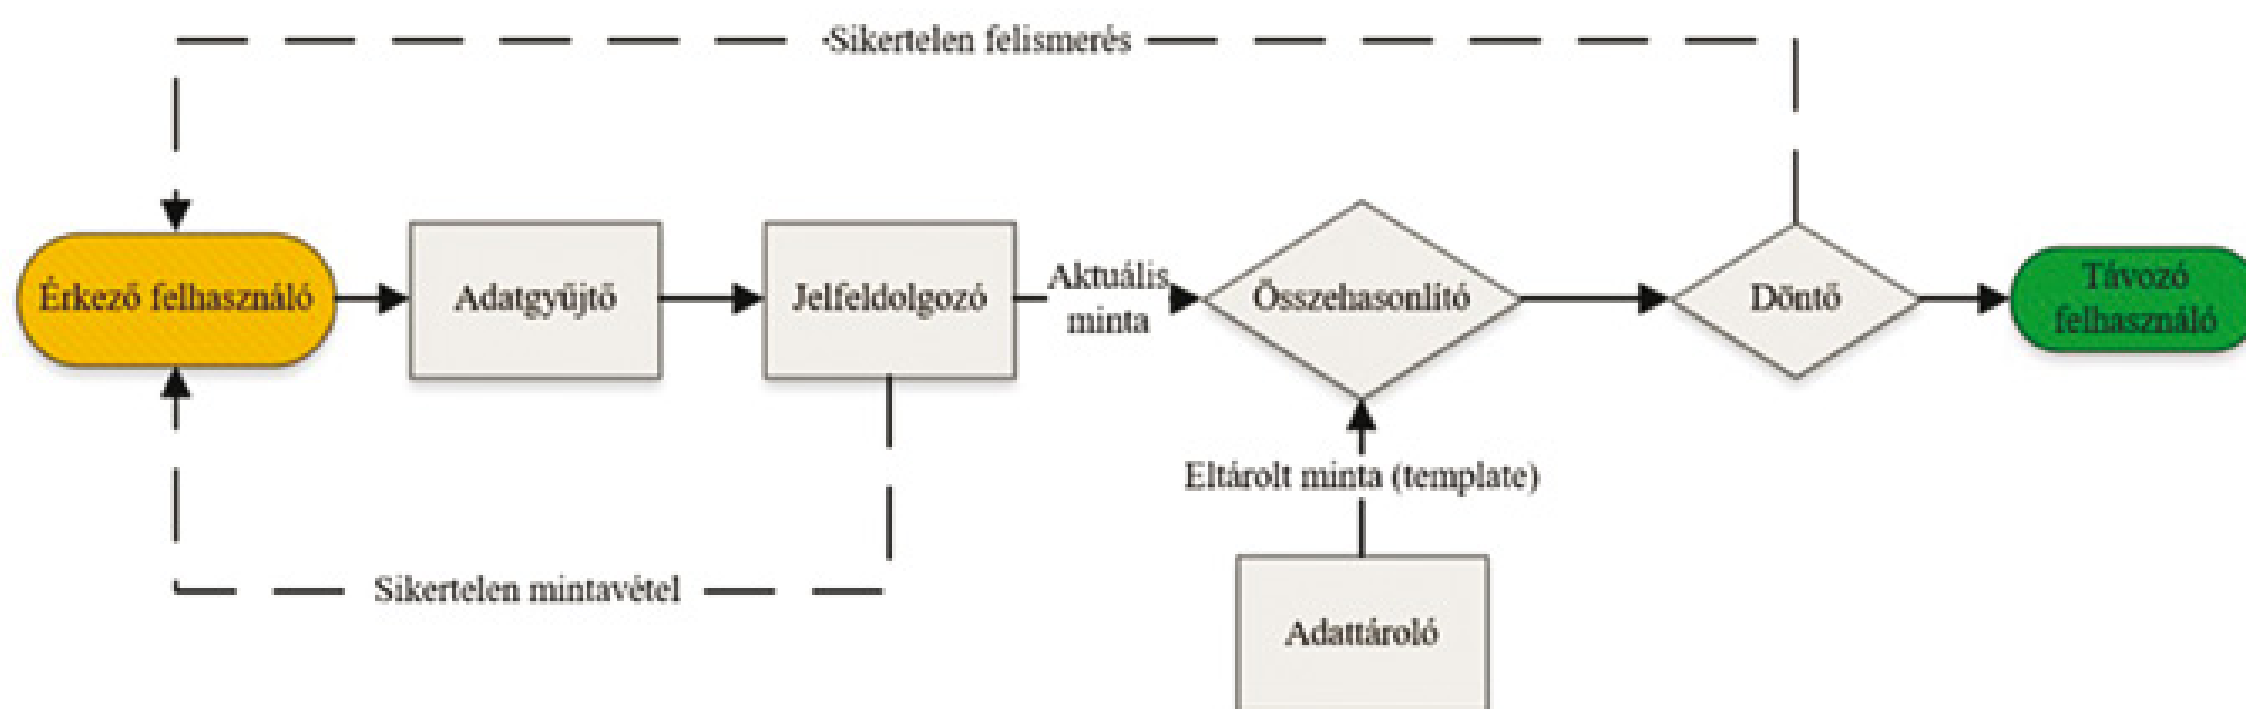 Sikertelen felismerés
Érkező felhasználó
Adatgyűjtő
Jelfeldolgozó
Aktuális
minta
Összehasonlító
Döntő
Távozó
felhasználó
Eltárolt minta (template)
Sikertelen mintavétel
Adattároló